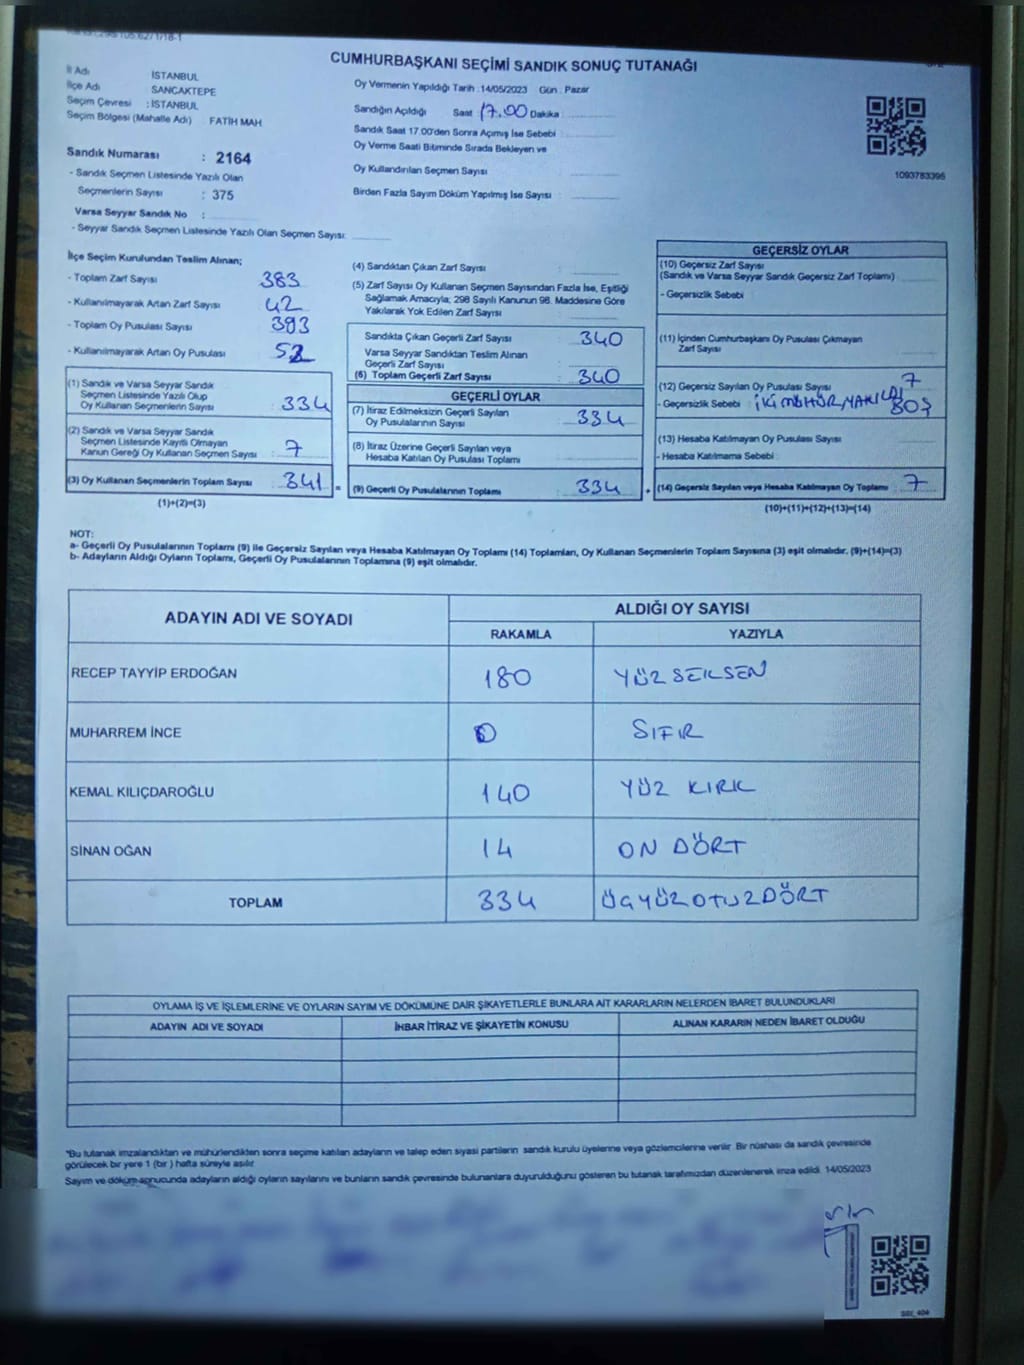 CUMHURBAŞKANI SEÇİMİ SANDIK SONUÇ TUTANAĞI
İl Adı İSTANBUL
İlçe Adı SANCAKTEPE
Seçim Çevresi : İSTANBUL
Seçim Bölgesi (Mahalle Adı) FATİH MAH
Sandık Numarası : 2164
- Sandık Seçmen Listesinde Yazılı Olan
Seçmenlerin Sayısı : 375
Varsa Seyyar Sandık No :
- Seyyar Sandık Seçmen Listesinde Yazılı Olan Seçmen Sayısı:
Oy Vermenin Yapıldığı Tarih : 14/05/2023 Gün : Pazar
Sandığın Açıldığı Saat 17.00 Dakika :
Sandık Saat 17.00'den Sonra Açımış İse Sebebi :
Oy Verme Saati Bitiminde Sırada Bekleyen ve
Oy Kullandırılan Seçmen Sayısı
Birden Fazla Sayım Döküm Yapılmış İse Sayısı :
1093783395
İlçe Seçim Kurulundan Teslim Alınan;
- Toplam Zarf Sayısı : 383
- Kullanılmayarak Artan Zarf Sayısı : 42
- Toplam Oy Pusulası Sayısı : 393
- Kullanılmayarak Artan Oy Pusulası : 52
(1) Sandık ve Varsa Seyyar Sandık
Seçmen Listesinde Yazılı Olup
Oy Kullanan Seçmenlerin Sayısı : 334
(2) Sandık ve Varsa Seyyar Sandık
Seçmen Listesinde Kayıtlı Olmayan
Kanun Gereği Oy Kullanan Seçmen Sayısı : 7
(3) Oy Kullanan Seçmenlerin Toplam Sayısı : 341 =
(1)+(2)=(3)
(4) Sandıktan Çıkan Zarf Sayısı
(5) Zarf Sayısı Oy Kullanan Seçmen Sayısından Fazla İse, Eşitliği
Sağlamak Amacıyla; 298 Sayılı Kanunun 98. Maddesine Göre
Yakılarak Yok Edilen Zarf Sayısı
Sandıkta Çıkan Geçerli Zarf Sayısı : 340
Varsa Seyyar Sandıktan Teslim Alınan
Geçerli Zarf Sayısı
(6) Toplam Geçerli Zarf Sayısı : 340
GEÇERLİ OYLAR
(7) İtiraz Edilmeksizin Geçerli Sayılan
Oy Pusulalarının Sayısı : 334
(8) İtiraz Üzerine Geçerli Sayılan veya
Hesaba Katılan Oy Pusulası Toplamı :
(9) Geçerli Oy Pusulalarının Toplamı : 334 +
GEÇERSİZ OYLAR
(10) Geçersiz Zarf Sayısı
(Sandık ve Varsa Seyyar Sandık Geçersiz Zarf Toplamı)
- Geçersizlik Sebebi :
(11) İçinden Cumhurbaşkanı Oy Pusulası Çıkmayan
Zarf Sayısı
(12) Geçersiz Sayılan Oy Pusulası Sayısı : 7
- Geçersizlik Sebebi : İKİ MÜHÜR, BOŞ
(13) Hesaba Katılmayan Oy Pusulası Sayısı
- Hesaba Katılmama Sebebi :
(14) Geçersiz Sayılan veya Hesaba Katılmayan Oy Toplamı : 7
(10)+(11)+(12)+(13)=(14)
NOT:
a- Geçerli Oy Pusulalarının Toplamı (9) ile Geçersiz Sayılan veya Hesaba Katılmayan Oy Toplamı (14) Toplamları, Oy Kullanan Seçmenlerin Toplam Sayısına (3) eşit olmalıdır. (9)+(14)=(3)
b- Adayların Aldığı Oyların Toplamı, Geçerli Oy Pusulalarının Toplamına (9) eşit olmalıdır.
ADAYIN ADI VE SOYADI ALDIĞI OY SAYISI
RAKAMLA YAZIYLA
RECEP TAYYİP ERDOĞAN 180 YÜZ SEKSEN
MUHARREM İNCE 0 SIFIR
KEMAL KILIÇDAROĞLU 140 YÜZ KIRK
SİNAN OĞAN 14 ON DÖRT
TOPLAM 334 ÜÇYÜZOTUZDÖRT
OYLAMA İŞ VE İŞLEMLERİNE VE OYLARIN SAYIM VE DÖKÜMÜNE DAİR ŞİKAYETLERLE BUNLARA AİT KARARLARIN NELERDEN İBARET BULUNDUKLARI
ADAYIN ADI VE SOYADI İHBAR İTİRAZ VE ŞİKAYETİN KONUSU ALINAN KARARIN NEDEN İBARET OLDUĞU
"Bu tutanak imzalandıktan ve mühürlendikten sonra seçime katılan adayların ve talep eden siyasi partilerin sandık kurulu üyelerine veya gözlemcilerine verilir. Bir nüshası da sandık çevresinde
görülecek bir yere 1 (bir ) hafta süreyle asılır.
Sayım ve döküm sonucunda adayların aldığı oyların sayılarını ve bunların sandık çevresinde bulunanlara duyurulduğunu gösteren bu tutanak tarafımızdan düzenlenerek imza edildi. 14/05/2023